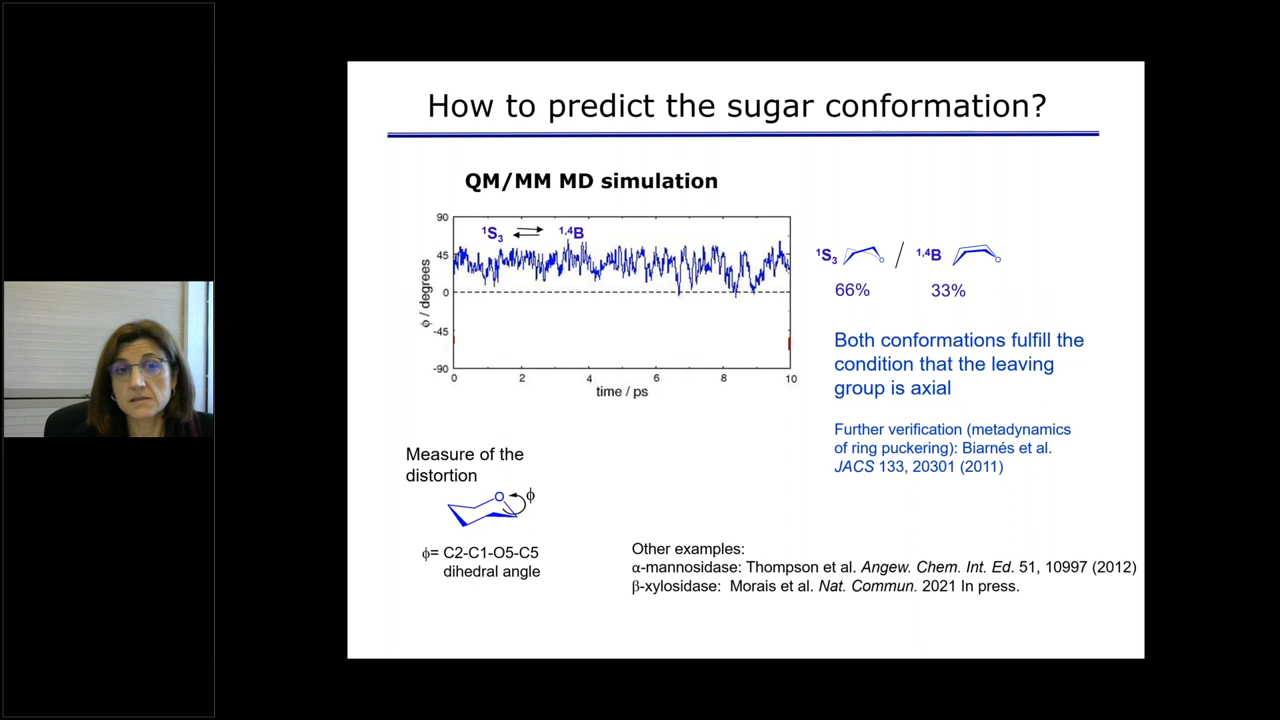 How to predict the sugar conformation?
QM/MM MD simulation
90
45
0
-45
-90
ϕ / degrees
¹S₃
¹,⁴B
0
2
4
6
8
10
time / ps
¹S₃
/
¹,⁴B
66%
33%
Both conformations fulfill the
condition that the leaving
group is axial
Further verification (metadynamics
of ring puckering): Biarnés et al.
JACS 133, 20301 (2011)
Measure of the
distortion
O
ϕ
ϕ= C2-C1-O5-C5
dihedral angle
Other examples:
α-mannosidase: Thompson et al. Angew. Chem. Int. Ed. 51, 10997 (2012)
β-xylosidase: Morais et al. Nat. Commun. 2021 In press.